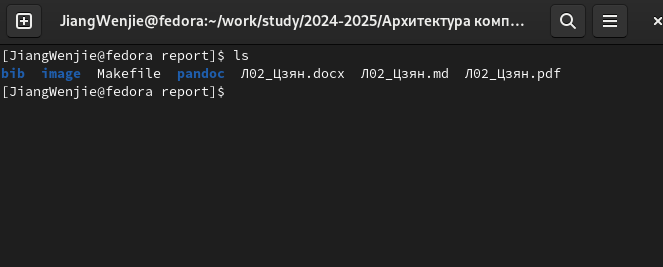 JiangWenjie@fedora:~/work/study/2024-2025/Архитектура комп…
[JiangWenjie@fedora report]$ ls
bib image Makefile pandoc Л02_Цзян.docx Л02_Цзян.md Л02_Цзян.pdf
[JiangWenjie@fedora report]$